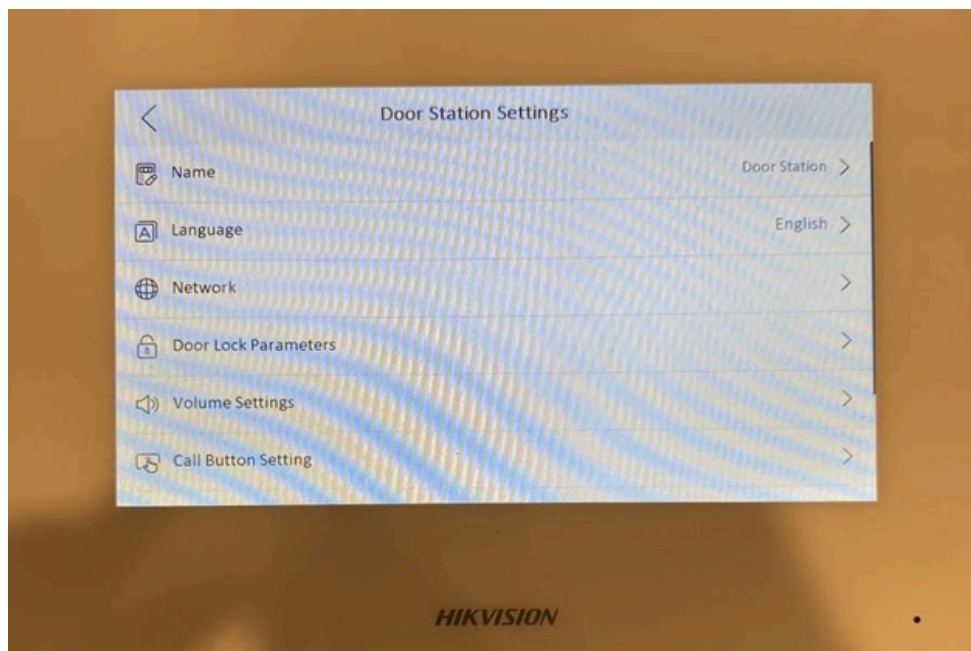 Door Station Settings
Name
Door Station
Language
English
Network
Door Lock Parameters
Volume Settings
Call Button Setting
HIKVISION